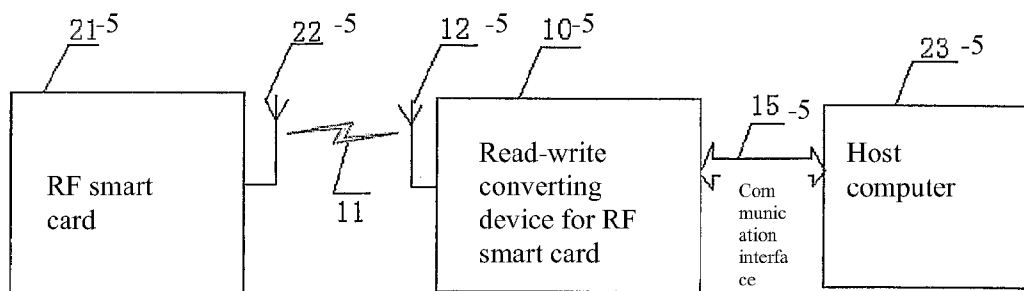 21-5
22-5
12-5
10-5
23-5
15-5
11
RF smart
card
Read-write
converting
device for RF
smart card
Com
munic
ation
interfa
ce
Host
computer